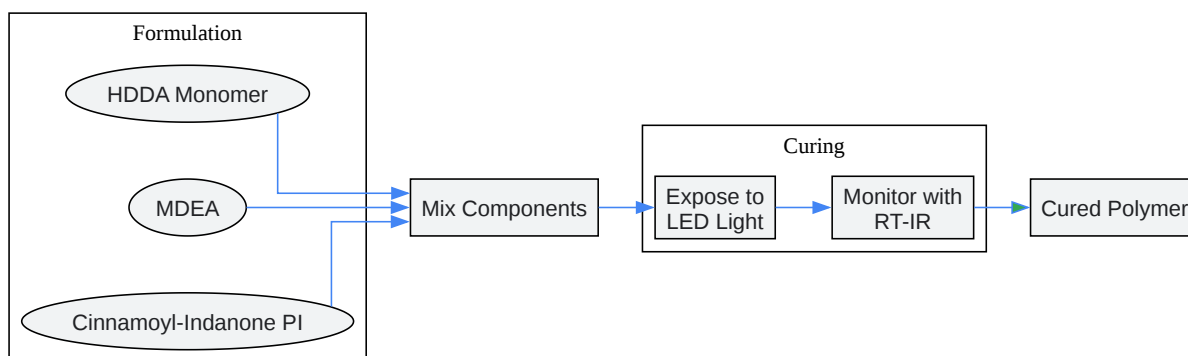 Formulation
HDDA Monomer
MDEA
Cinnamoyl-Indanone PI
Mix Components
Curing
Expose to
LED Light
Monitor with
RT-IR
Cured Polymer